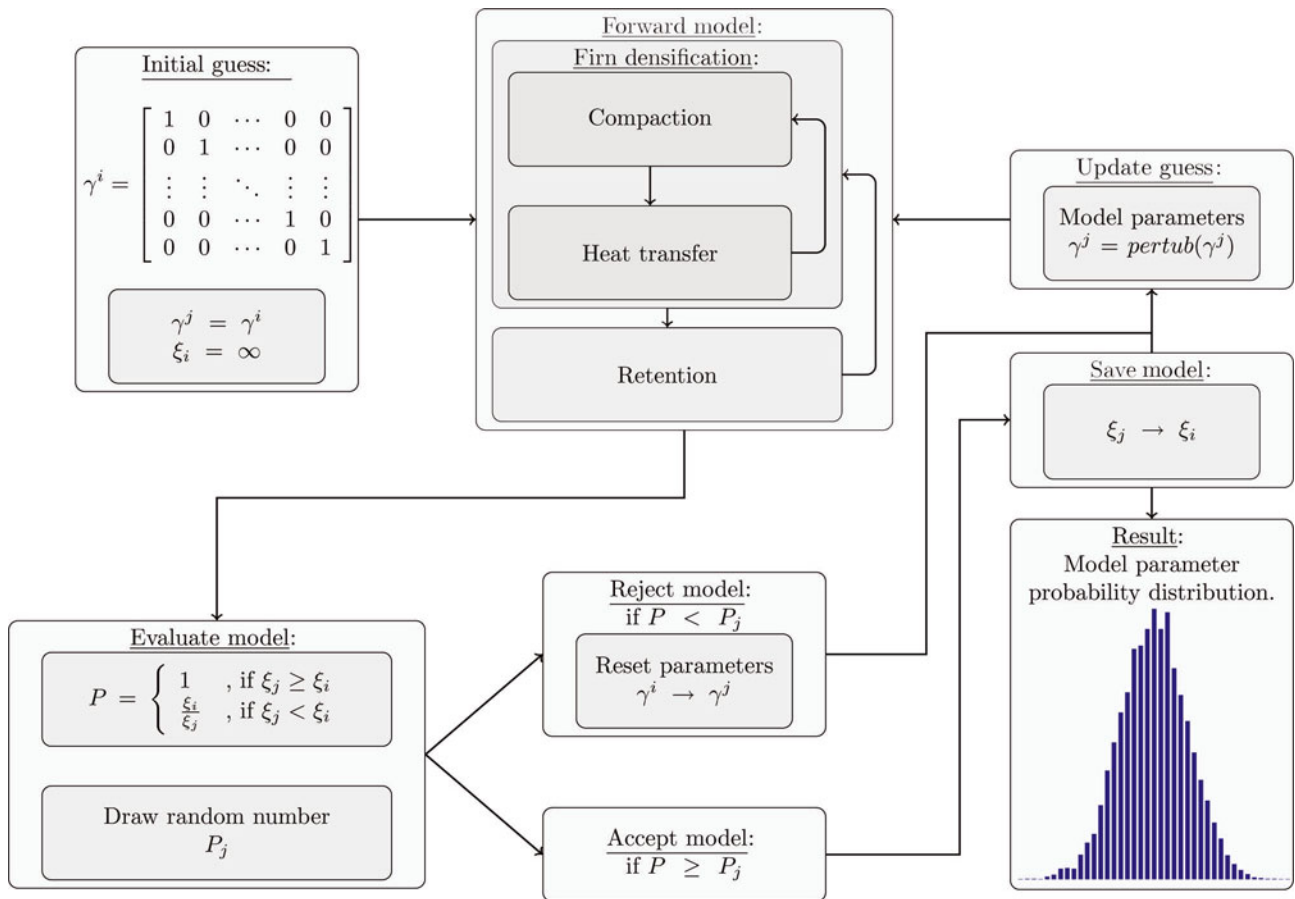 Initial guess:
γ^i = [ 1 0 ⋯ 0 0
0 1 ⋯ 0 0
⋮ ⋮ ⋱ ⋮ ⋮
0 0 ⋯ 1 0
0 0 ⋯ 0 1 ]
γ^j = γ^i
ξ_i = ∞
Forward model:
Firn densification:
Compaction
Heat transfer
Retention
Update guess:
Model parameters
γ^j = pertub(γ^j)
Save model:
ξ_j → ξ_i
Evaluate model:
P = { 1 , if ξ_j ≥ ξ_i
ξ_i/ξ_j , if ξ_j < ξ_i
Draw random number
P_j
Reject model:
if P < P_j
Reset parameters
γ^i → γ^j
Accept model:
if P ≥ P_j
Result:
Model parameter
probability distribution.